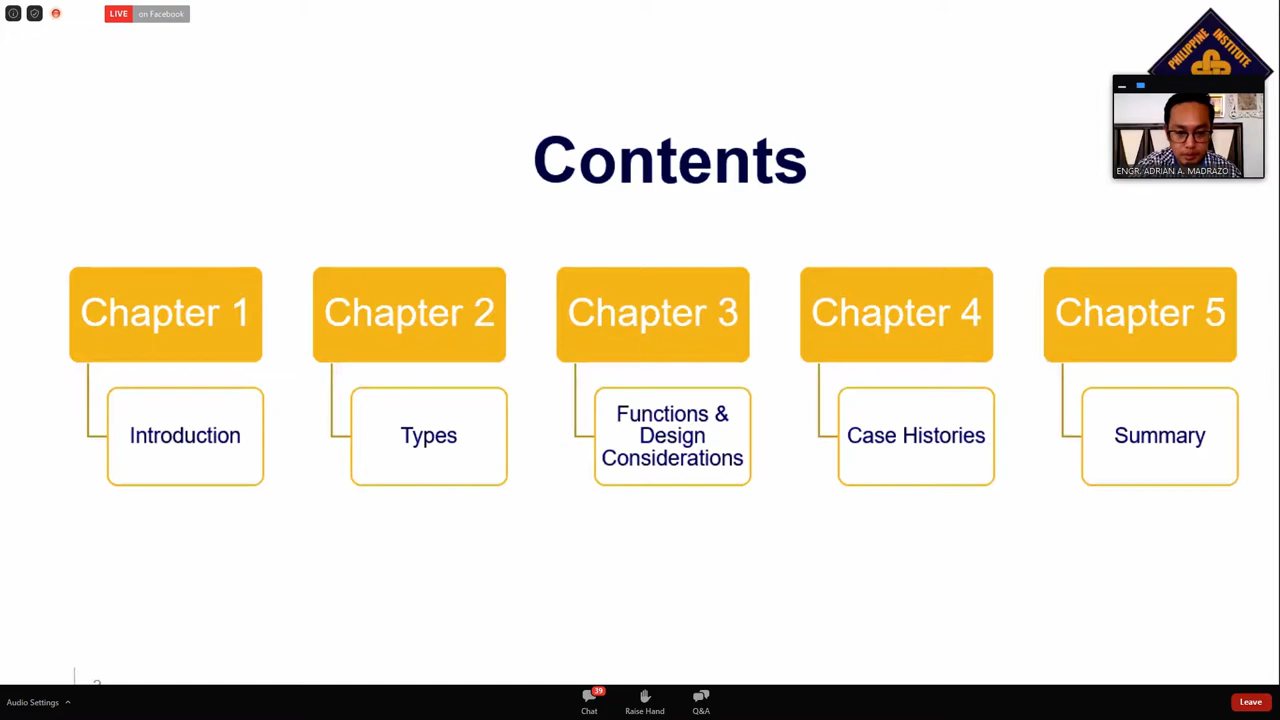 LIVE on Facebook
PHILIPPINE INSTITUTE
ENGR. ADRIAN A. MADRAZO
Contents
Chapter 1
Chapter 2
Chapter 3
Chapter 4
Chapter 5
Introduction
Types
Functions &
Design
Considerations
Case Histories
Summary
Audio Settings
39
Chat
Raise Hand
Q&A
Leave